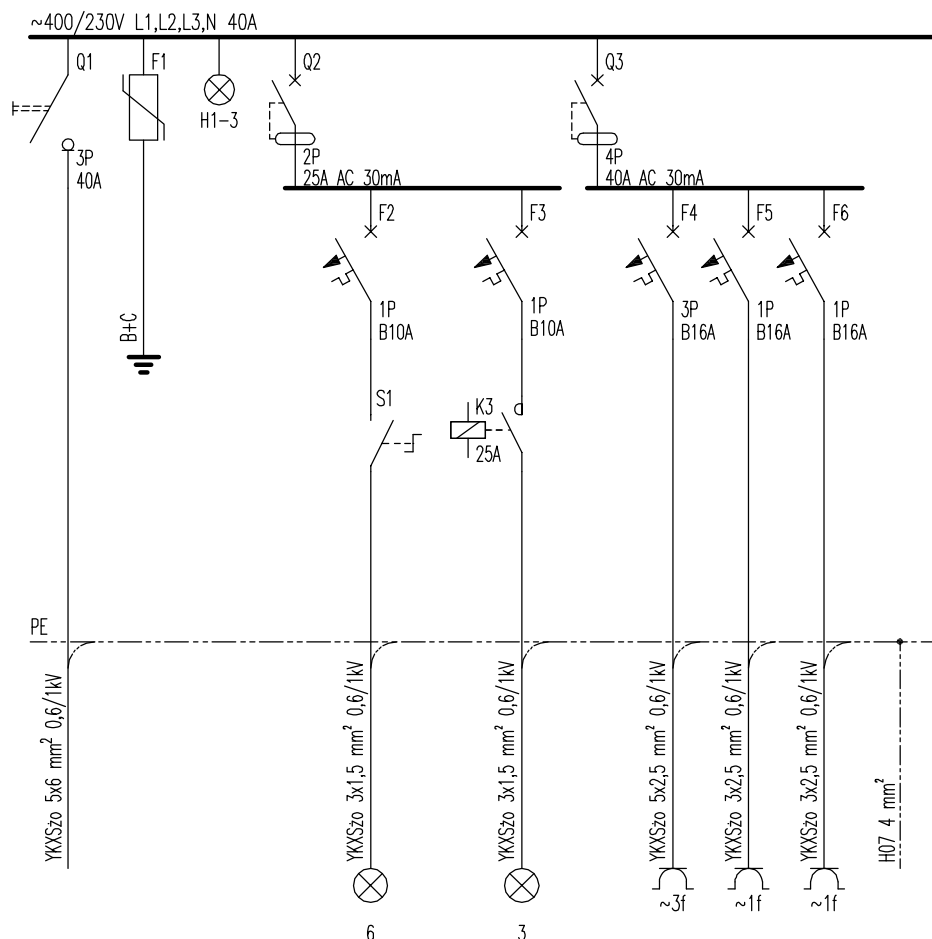 ~400/230V L1,L2,L3,N 40A
Q1
F1
H1-3
Q2
Q3
3P
40A
2P
25A AC 30mA
4P
40A AC 30mA
F2
F3
F4
F5
F6
1P
B10A
1P
B10A
3P
B16A
1P
B16A
1P
B16A
B+C
S1
K3
25A
PE
YKXSżo 5x6 mm² 0,6/1kV
YKXSżo 3x1,5 mm² 0,6/1kV
YKXSżo 3x1,5 mm² 0,6/1kV
YKXSżo 5x2,5 mm² 0,6/1kV
YKXSżo 3x2,5 mm² 0,6/1kV
YKXSżo 3x2,5 mm² 0,6/1kV
H07 4 mm²
~3f
~1f
~1f
6
3